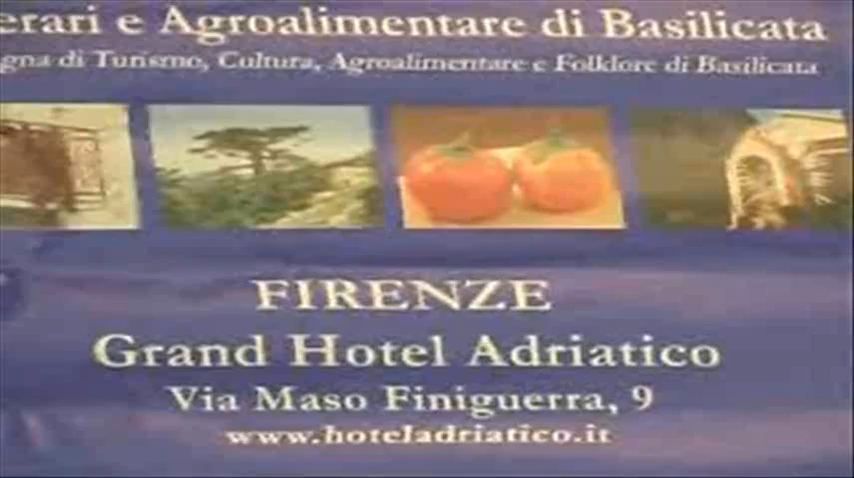 erari e Agroalimentare di Basilicata
gna di Turismo, Cultura, Agroalimentare e Folklore di Basilicata
FIRENZE
Grand Hotel Adriatico
Via Maso Finiguerra, 9
www.hoteladriatico.it